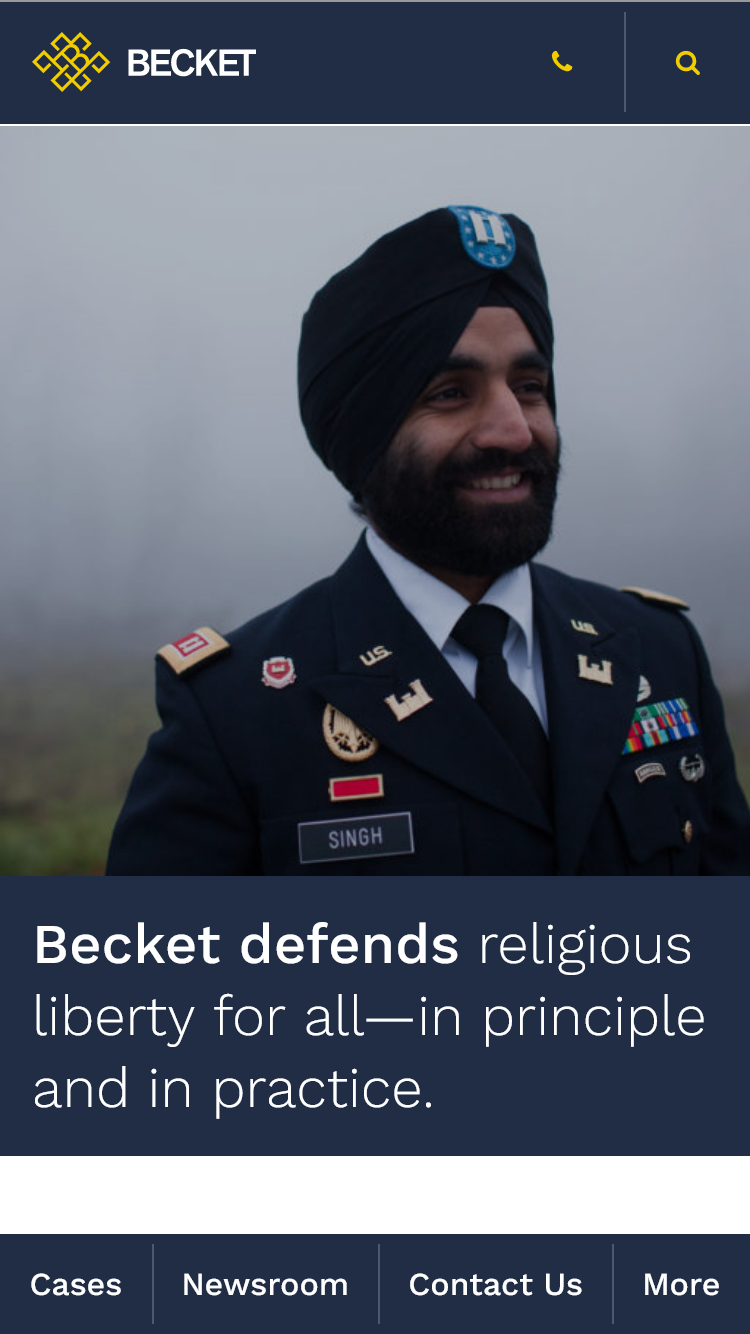 BECKET
U.S.
U.S.
SINGH
Becket defends religious
liberty for all—in principle
and in practice.
Cases
Newsroom
Contact Us
More